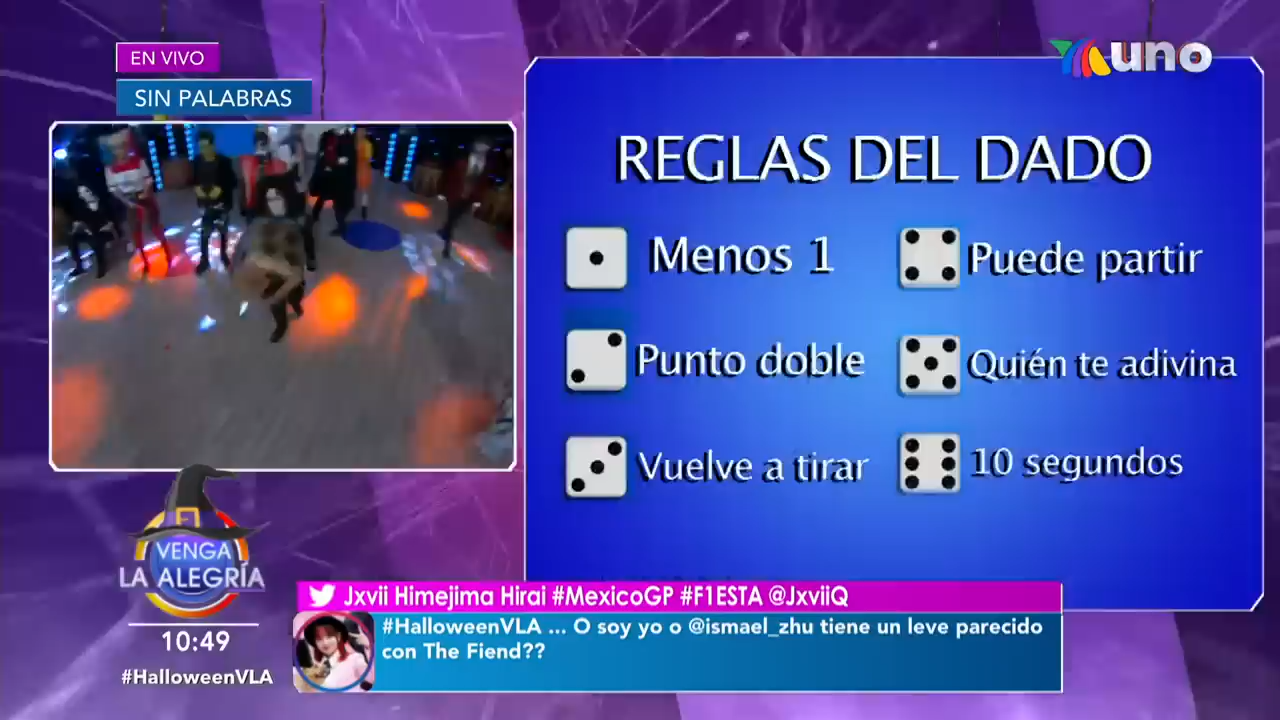 EN VIVO
SIN PALABRAS
uno
REGLAS DEL DADO
Menos 1
Puede partir
Punto doble
Quién te adivina
Vuelve a tirar
10 segundos
VENGA
LA ALEGRÍA
10:49
#HalloweenVLA
Jxvii Himejima Hirai #MexicoGP #F1ESTA @JxviiQ
#HalloweenVLA ... O soy yo o @ismael_zhu tiene un leve parecido
con The Fiend??